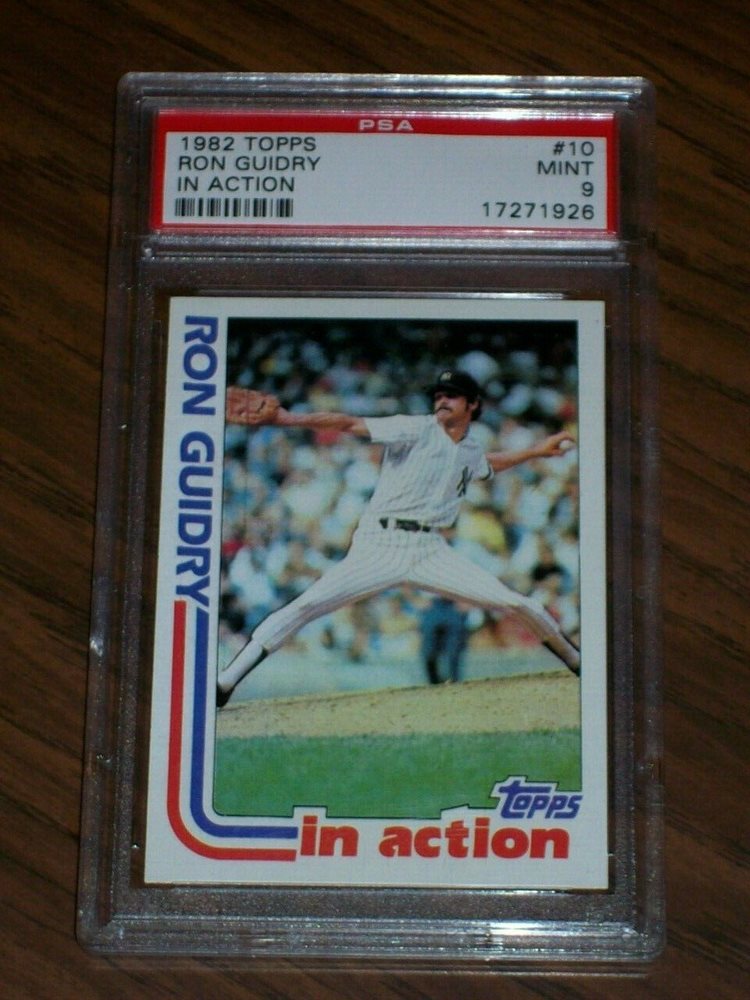 PSA
1982 TOPPS #10
RON GUIDRY MINT
IN ACTION 9
17271926
RON GUIDRY
topps
in action